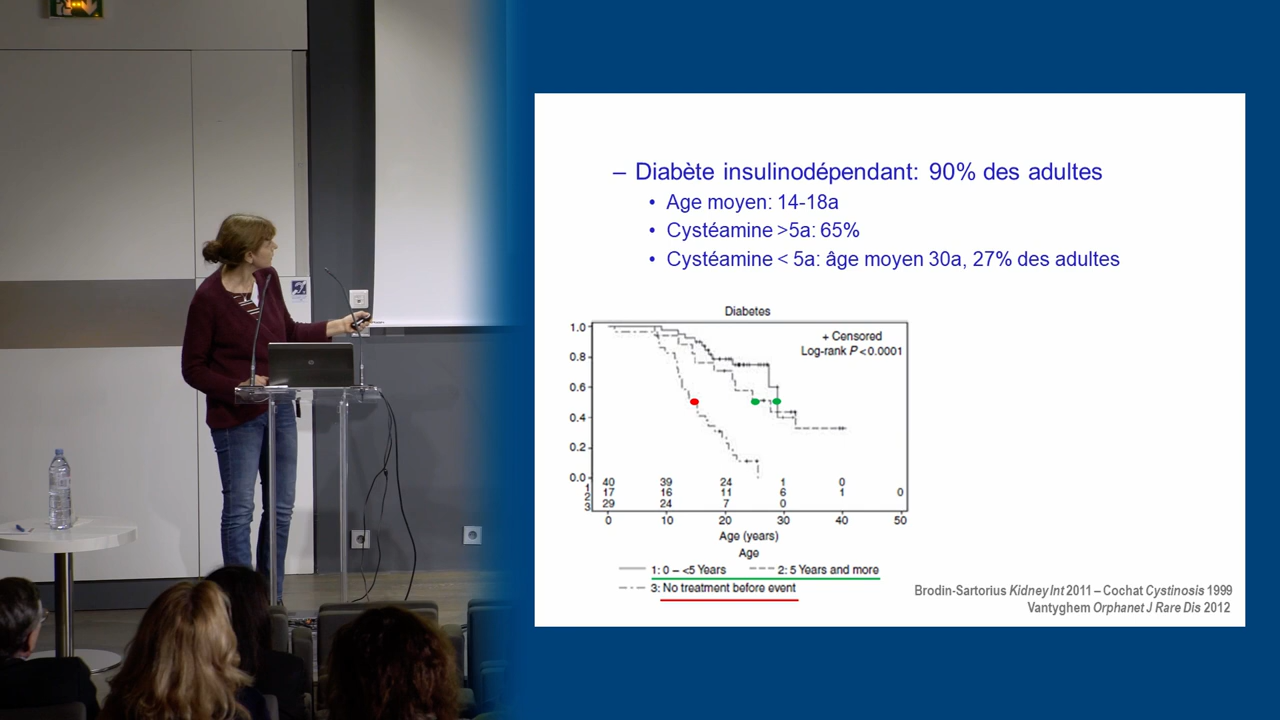 – Diabète insulinodépendant: 90% des adultes
• Age moyen: 14-18a
• Cystéamine >5a: 65%
• Cystéamine < 5a: âge moyen 30a, 27% des adultes
Diabetes
+ Censored
Log-rank P<0.0001
1.0
0.8
0.6
0.4
0.2
0.0
1 40 39 24 1 0
2 17 16 11 6 1 0
3 29 24 7 0
0 10 20 30 40 50
Age (years)
Age
1: 0 – <5 Years 2: 5 Years and more
3: No treatment before event
Brodin-Sartorius Kidney Int 2011 – Cochat Cystinosis 1999
Vantyghem Orphanet J Rare Dis 2012